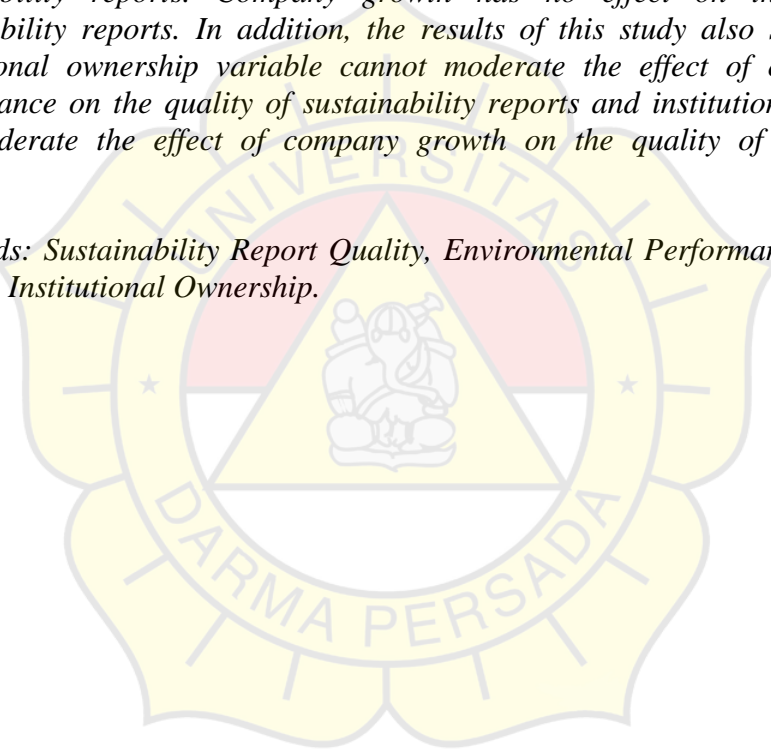 bility reports. Company growth has no effect on
bility reports. In addition, the results of this study also
onal ownership variable cannot moderate the effect of
ance on the quality of sustainability reports and institution
derate the effect of company growth on the quality of
ds: Sustainability Report Quality, Environmental Performan
Institutional Ownership.
UNIVERSITAS
DARMA PERSADA